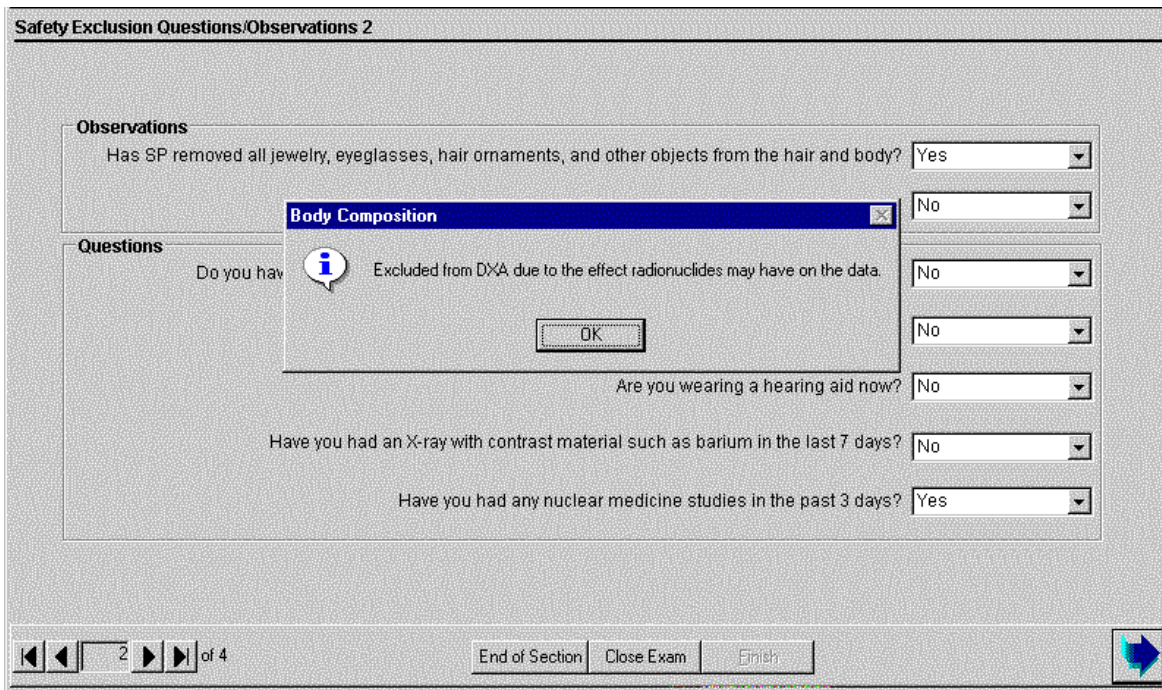 Safety Exclusion Questions/Observations 2
Observations
Has SP removed all jewelry, eyeglasses, hair ornaments, and other objects from the hair and body? Yes
No
Body Composition
Excluded from DXA due to the effect radionuclides may have on the data.
OK
Questions
Do you hav No
No
Are you wearing a hearing aid now? No
Have you had an X-ray with contrast material such as barium in the last 7 days? No
Have you had any nuclear medicine studies in the past 3 days? Yes
2 of 4 End of Section Close Exam Finish